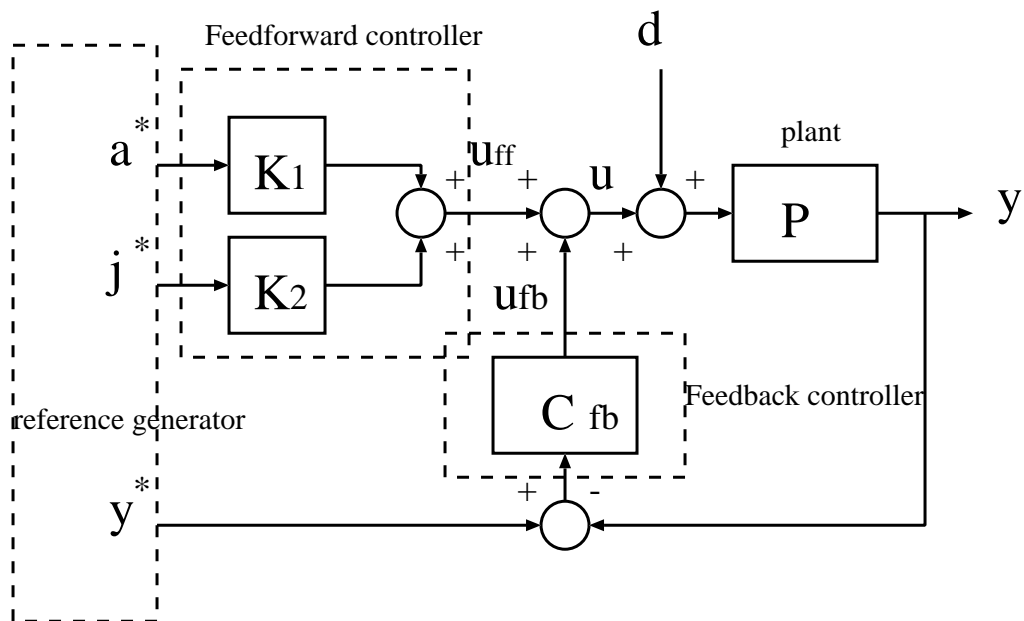 Feedforward controller
d
plant
a*
K1
uff
+
+
u
+
P
y
j*
K2
+
+
+
ufb
reference generator
C fb
Feedback controller
y*
+
-